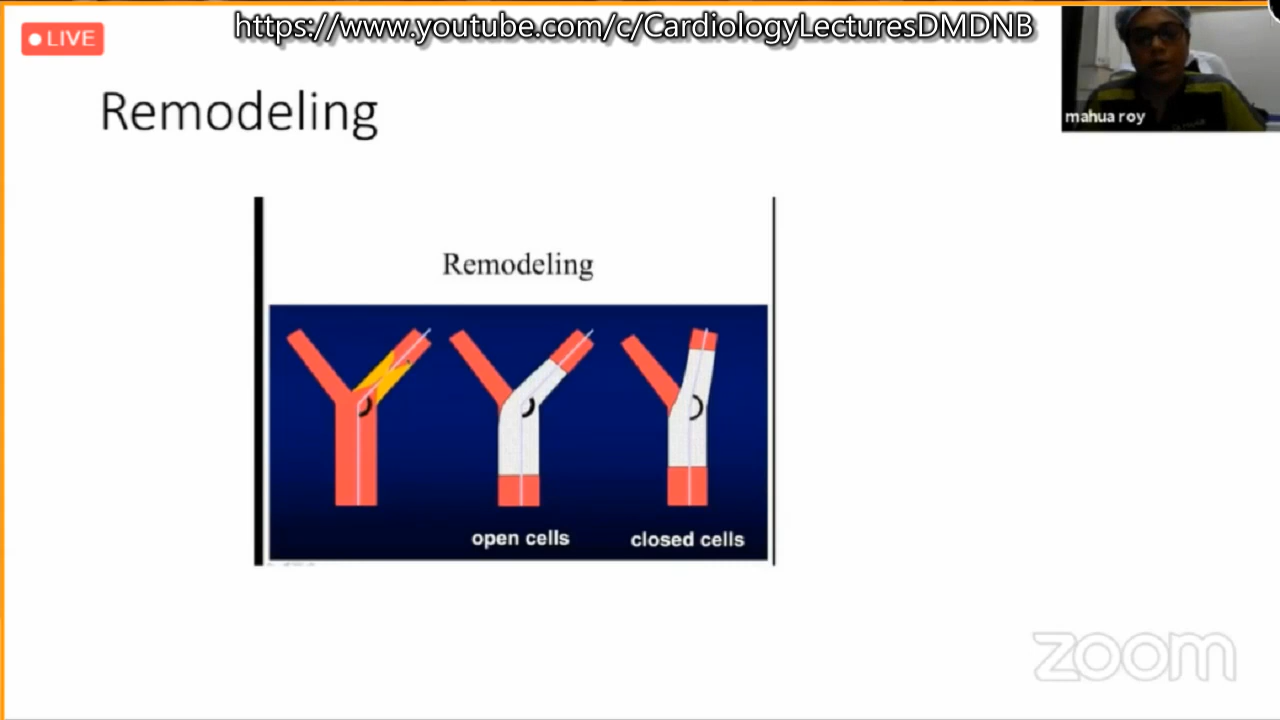 https://www.youtube.com/c/CardiologyLecturesDMDNB
LIVE
Remodeling
mahua roy
Remodeling
open cells
closed cells
zoom